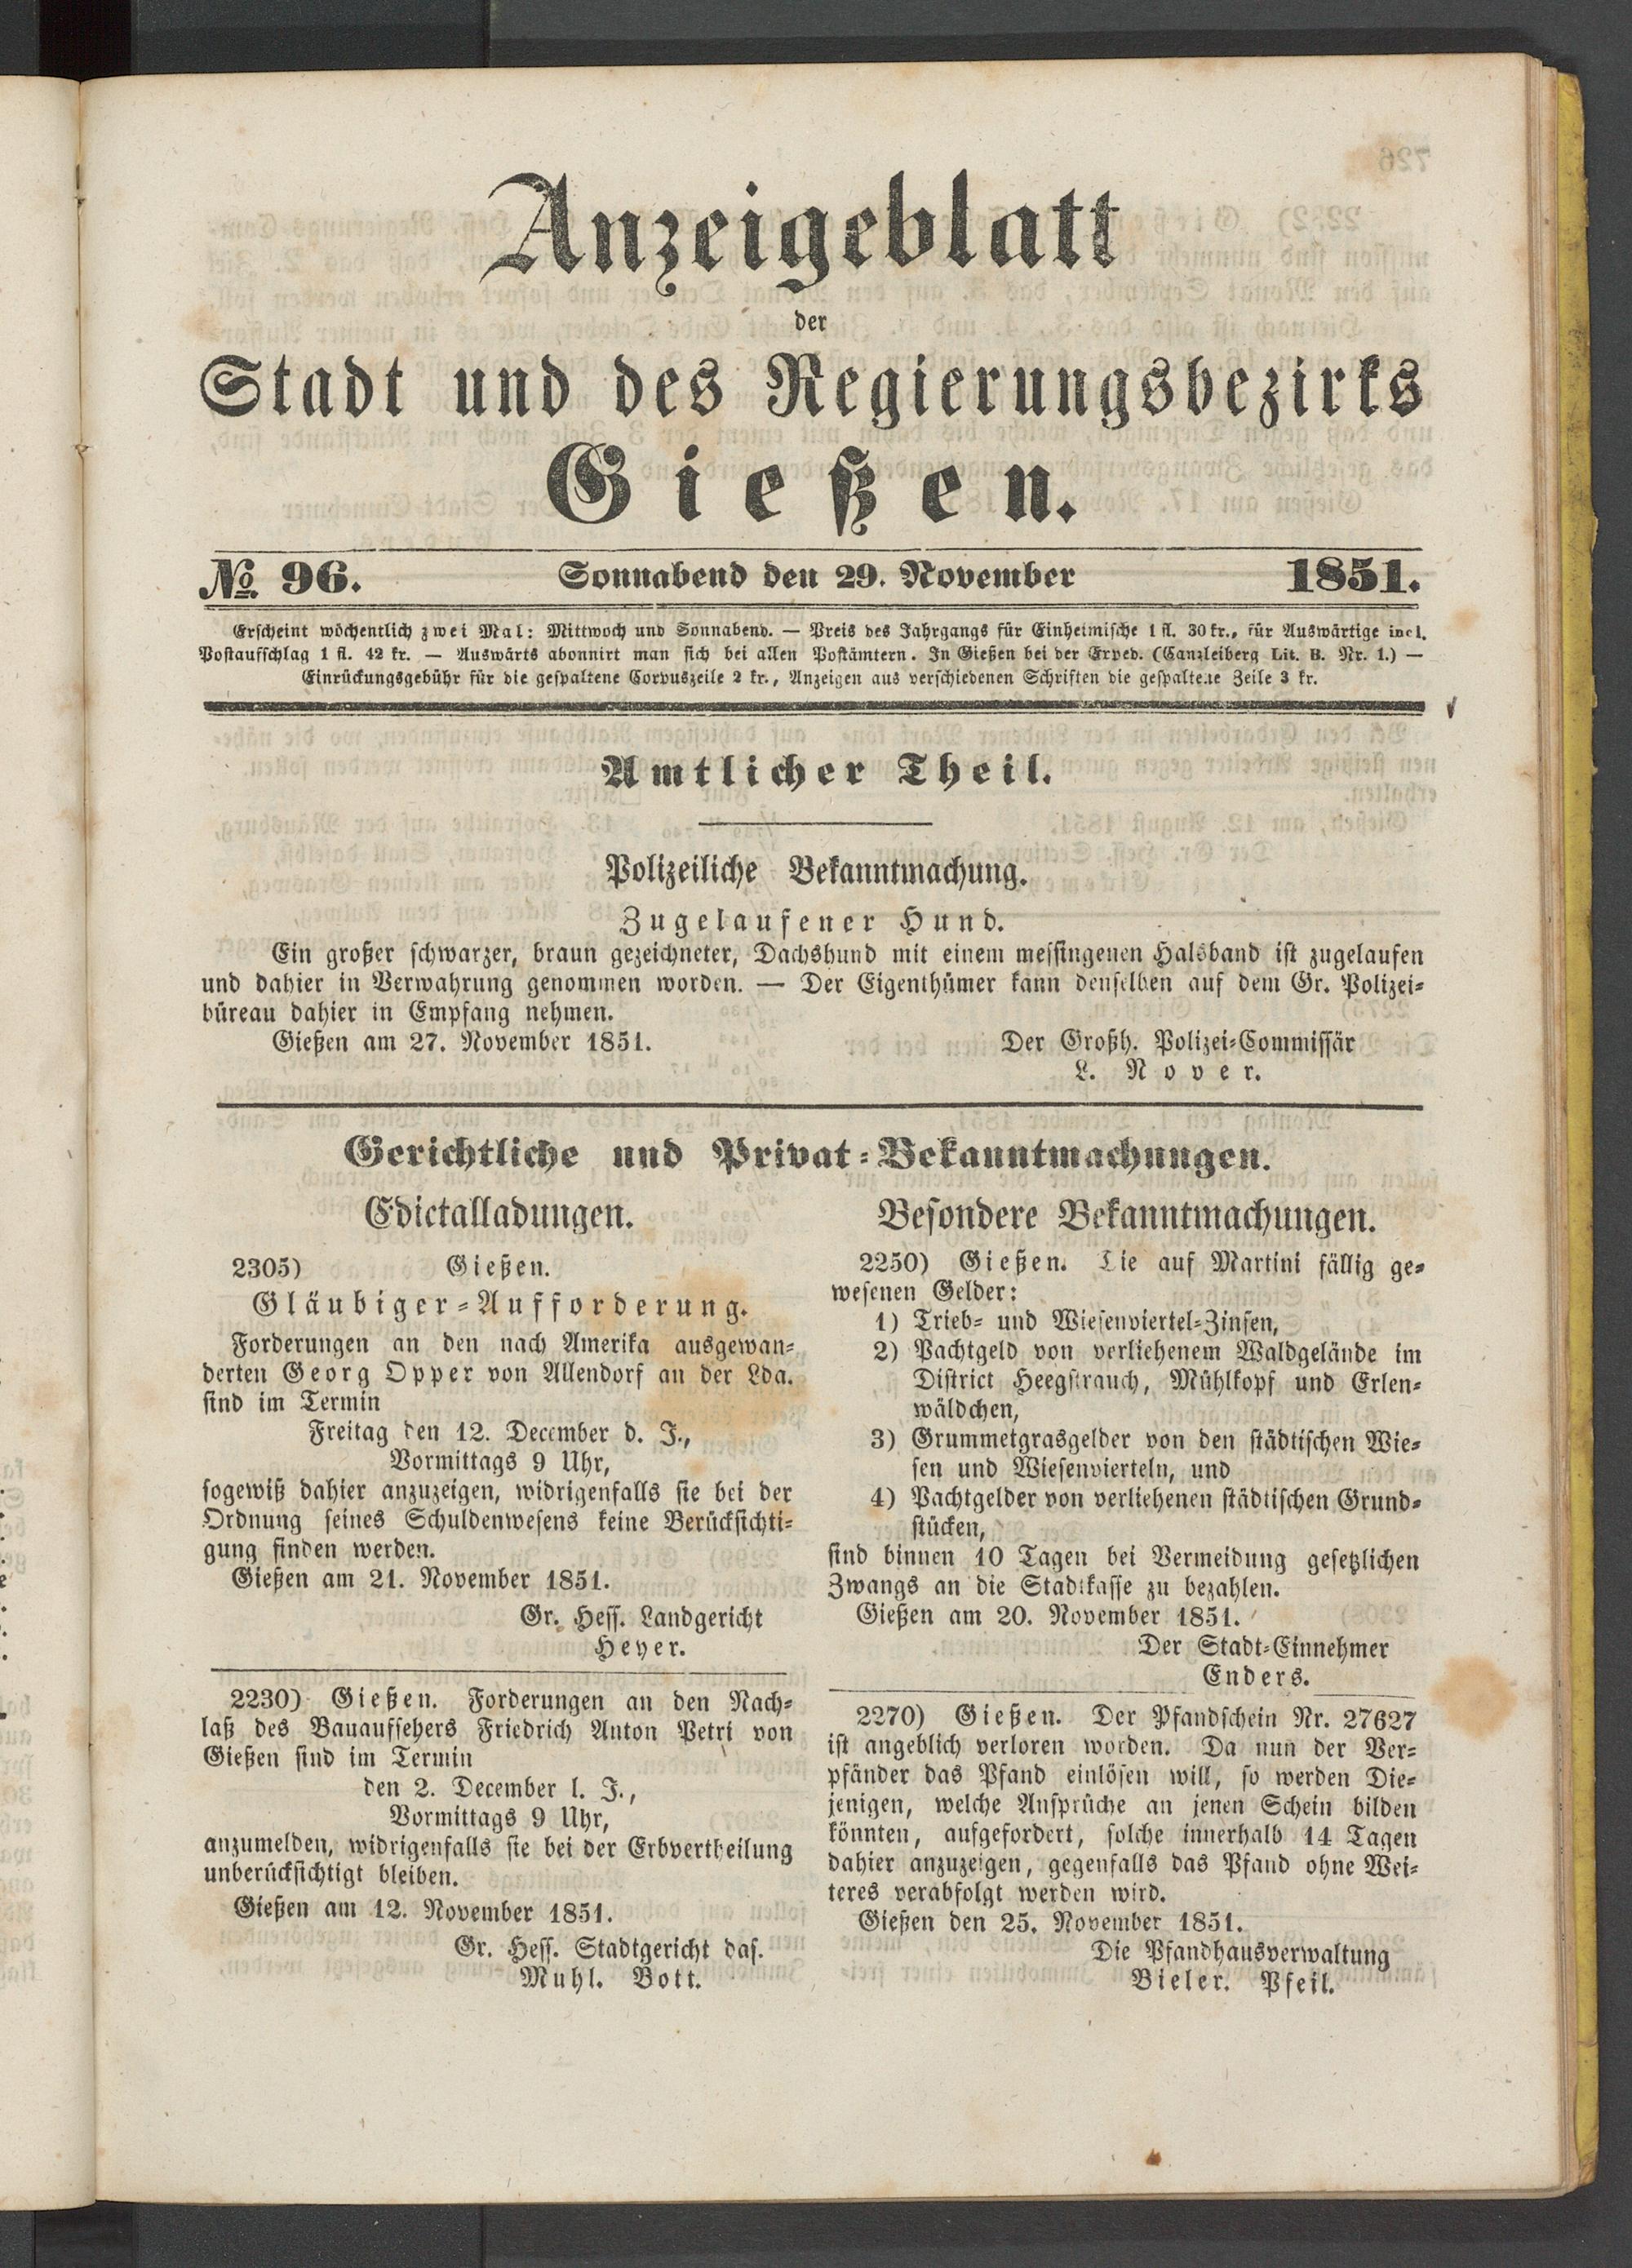 Anzeigeblatt
der
Stadt und des Regierungsbezirks
Gießen.
No. 96. Sonnabend den 29. November 1851.
Erscheint wöchentlich zwei Mal: Mittwoch und Sonnabend. — Preis des Jahrgangs für Einheimische 1 fl. 30 kr., für Auswärtige incl.
Postaufschlag 1 fl. 42 kr. — Auswärts abonnirt man sich bei allen Postämtern. In Gießen bei der Exped. (Canzleiberg Lit. B. Nr. 1.) —
Einrückungsgebühr für die gespaltene Corpuszeile 2 kr., Anzeigen aus verschiedenen Schriften die gespaltene Zeile 3 kr.
Amtlicher Theil.
Polizeiliche Bekanntmachung.
Zugelaufener Hund.
Ein großer schwarzer, braun gezeichneter, Dachshund mit einem messingenen Halsband ist zugelaufen
und dahier in Verwahrung genommen worden. — Der Eigenthümer kann denselben auf dem Gr. Polizei-
büreau dahier in Empfang nehmen.
Gießen am 27. November 1851. Der Großh. Polizei-Commissär
L. Nover.
Gerichtliche und Privat-Bekanntmachungen.
Edictalladungen.
2305) Gießen.
Gläubiger-Aufforderung.
Forderungen an den nach Amerika ausgewan-
derten Georg Opper von Allendorf an der Lda.
sind im Termin
Freitag den 12. December d. J.,
Vormittags 9 Uhr,
sogewiß dahier anzuzeigen, widrigenfalls sie bei der
Ordnung seines Schuldenwesens keine Berücksichti-
gung finden werden.
Gießen am 21. November 1851.
Gr. Hess. Landgericht
Heyer.
2230) Gießen. Forderungen an den Nach-
laß des Bauaufsehers Friedrich Anton Petri von
Gießen sind im Termin
den 2. December l. J.,
Vormittags 9 Uhr,
anzumelden, widrigenfalls sie bei der Erbvertheilung
unberücksichtigt bleiben.
Gießen am 12. November 1851.
Gr. Hess. Stadtgericht das.
Muhl. Bott.
Besondere Bekanntmachungen.
2250) Gießen. Die auf Martini fällig ge-
wesenen Gelder:
1) Trieb- und Wiesenviertel-Zinsen,
2) Pachtgeld von verliehenem Waldgelände im
District Heegstrauch, Mühlkopf und Erlen-
wäldchen,
3) Grummetgrasgelder von den städtischen Wie-
sen und Wiesenvierteln, und
4) Pachtgelder von verliehenen städtischen Grund-
stücken,
sind binnen 10 Tagen bei Vermeidung gesetzlichen
Zwangs an die Stadtkasse zu bezahlen.
Gießen am 20. November 1851.
Der Stadt-Einnehmer
Enders.
2270) Gießen. Der Pfandschein Nr. 27627
ist angeblich verloren worden. Da nun der Ver-
pfänder das Pfand einlösen will, so werden Die-
jenigen, welche Ansprüche an jenen Schein bilden
könnten, aufgefordert, solche innerhalb 14 Tagen
dahier anzuzeigen, gegenfalls das Pfand ohne Wei-
teres verabfolgt werden wird.
Gießen den 25. November 1851.
Die Pfandhausverwaltung
Bieler. Pfeil.